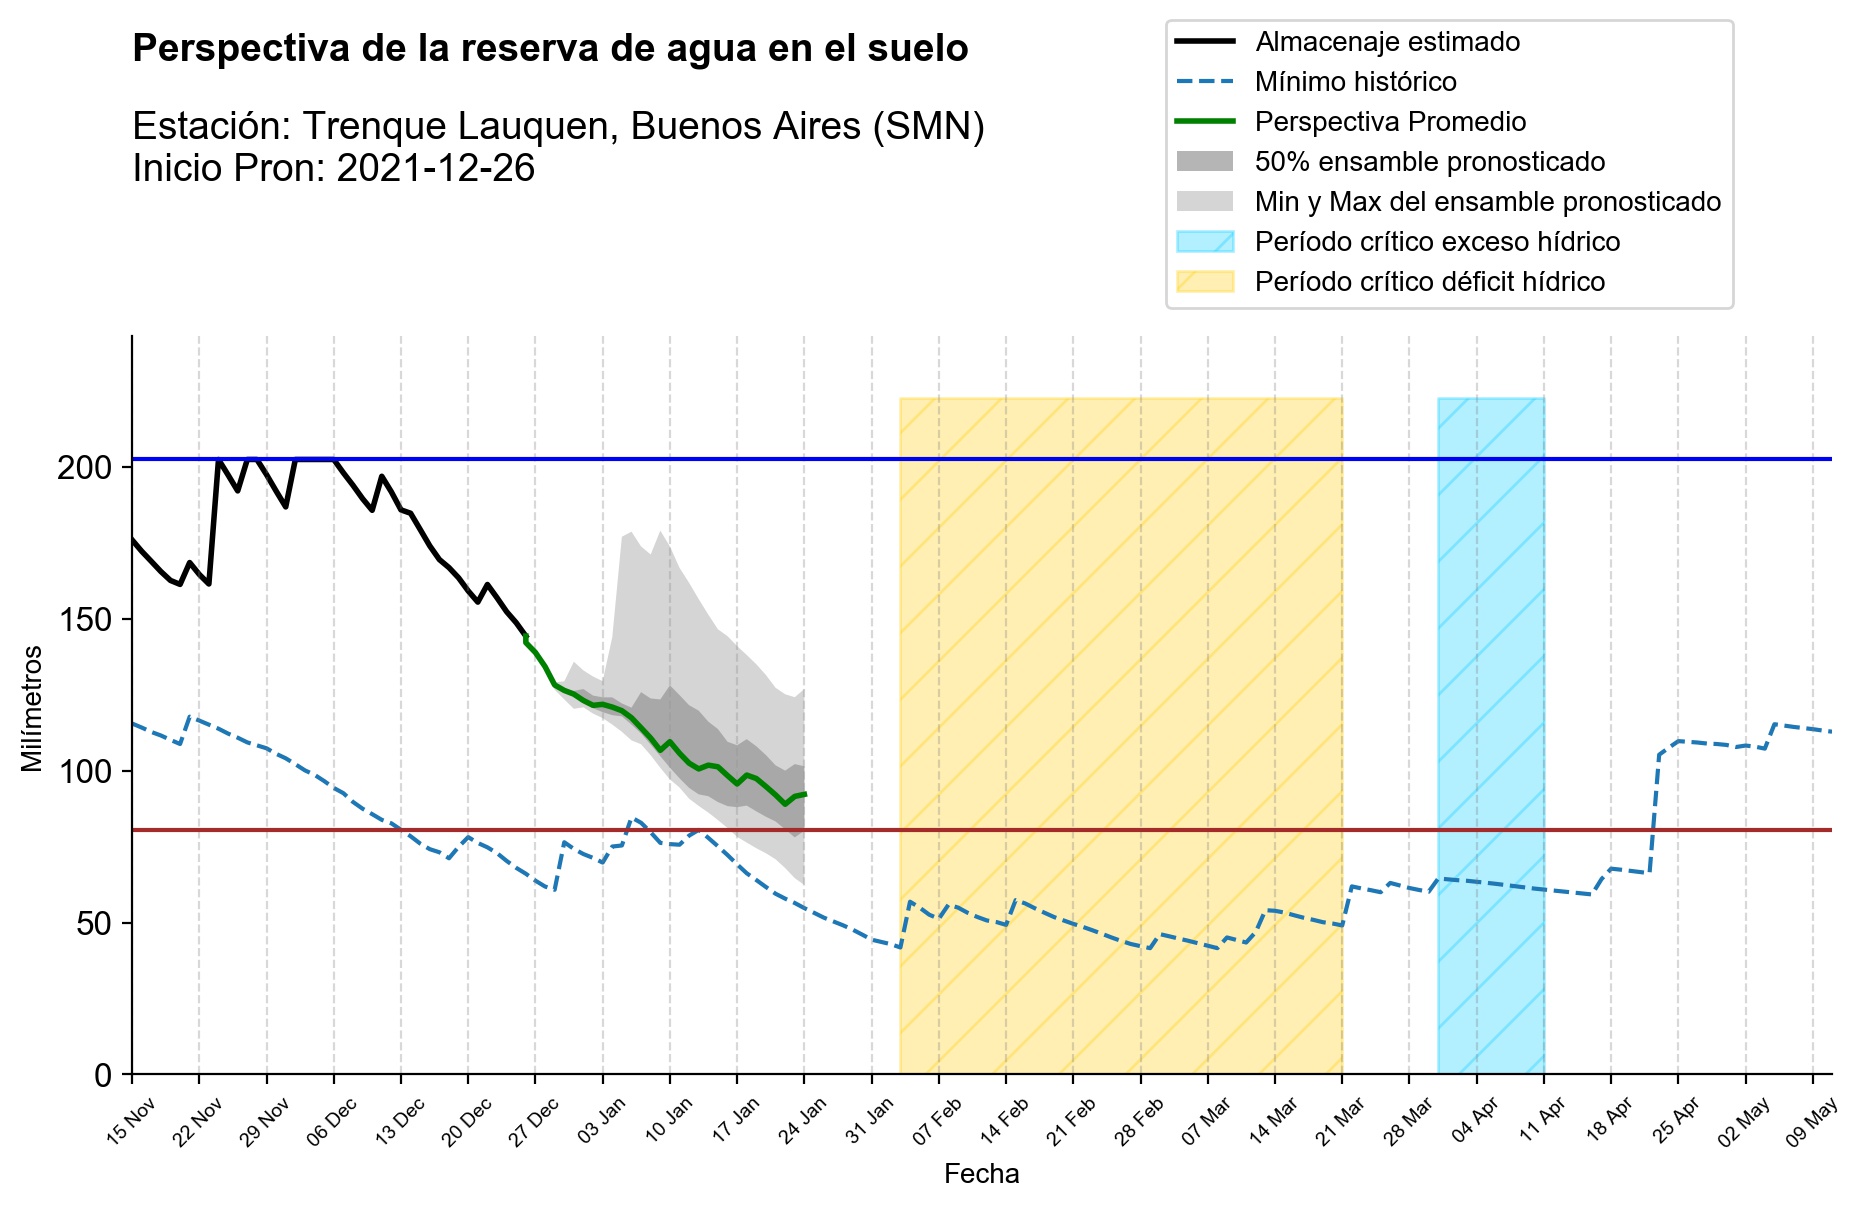 Perspectiva de la reserva de agua en el suelo
Estación: Trenque Lauquen, Buenos Aires (SMN)
Inicio Pron: 2021-12-26
Almacenaje estimado
Mínimo histórico
Perspectiva Promedio
50% ensamble pronosticado
Min y Max del ensamble pronosticado
Período crítico exceso hídrico
Período crítico déficit hídrico
Milímetros
200
150
100
50
0
15 Nov
22 Nov
29 Nov
06 Dec
13 Dec
20 Dec
27 Dec
03 Jan
10 Jan
17 Jan
24 Jan
31 Jan
07 Feb
14 Feb
21 Feb
28 Feb
07 Mar
14 Mar
21 Mar
28 Mar
04 Apr
11 Apr
18 Apr
25 Apr
02 May
09 May
Fecha